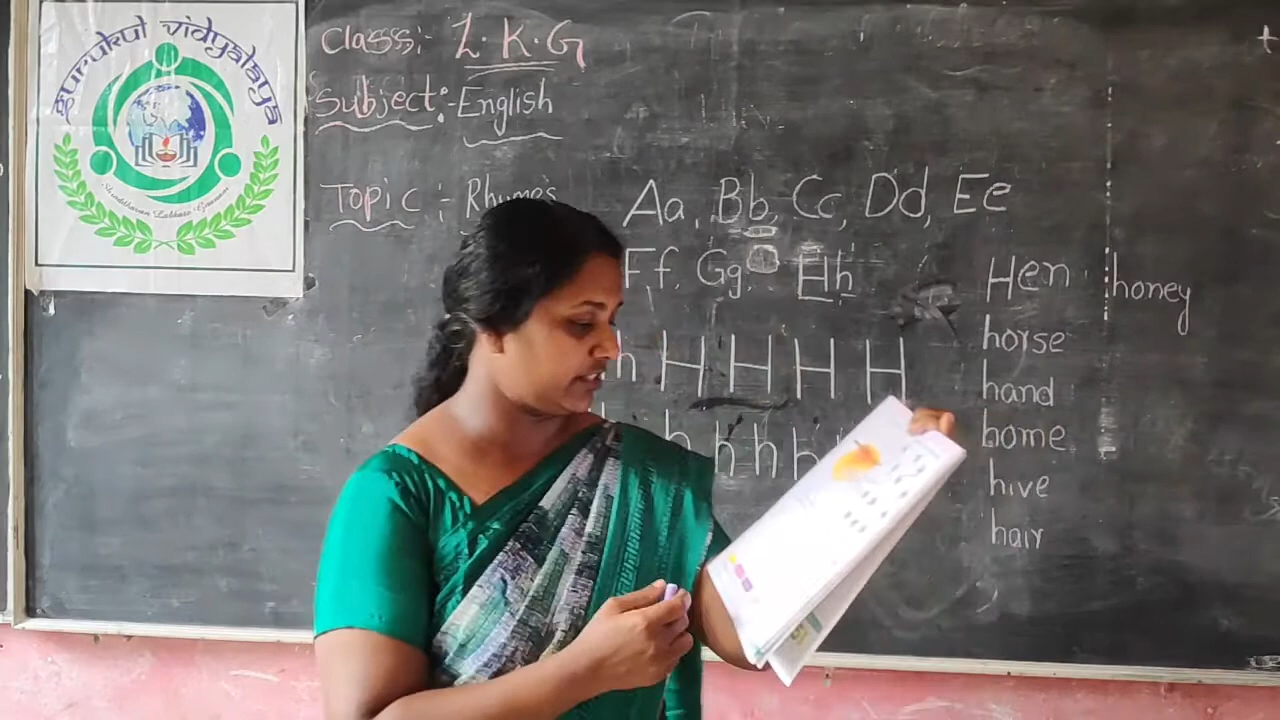 gurukul vidyalaya
Class:- L.K.G
Subject:- English
Topic :- Rhymes
Aa, Bb, Cc, Dd, Ee
Ff, Gg, Hh
H H H H
h h h h
Hen
honey
horse
hand
home
hive
hair